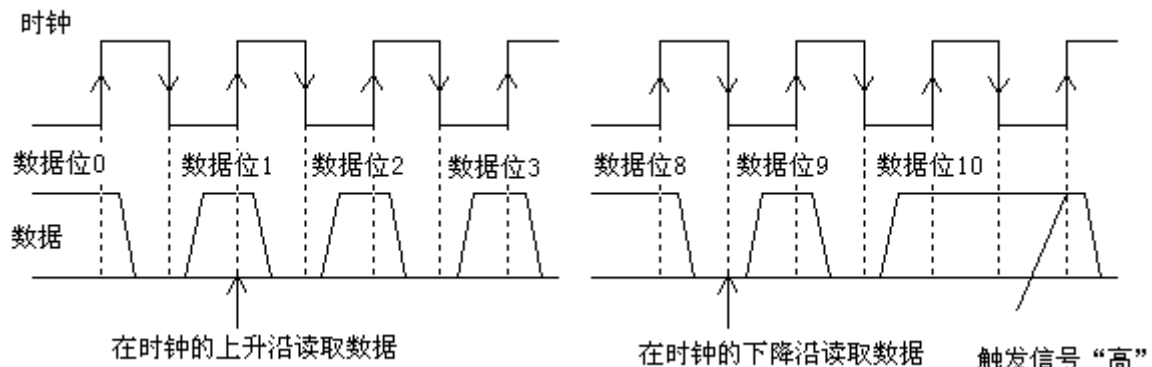 时钟
数据位0 数据位1 数据位2 数据位3 数据位8 数据位9 数据位10
数据
在时钟的上升沿读取数据 在时钟的下降沿读取数据 触发信号“高”